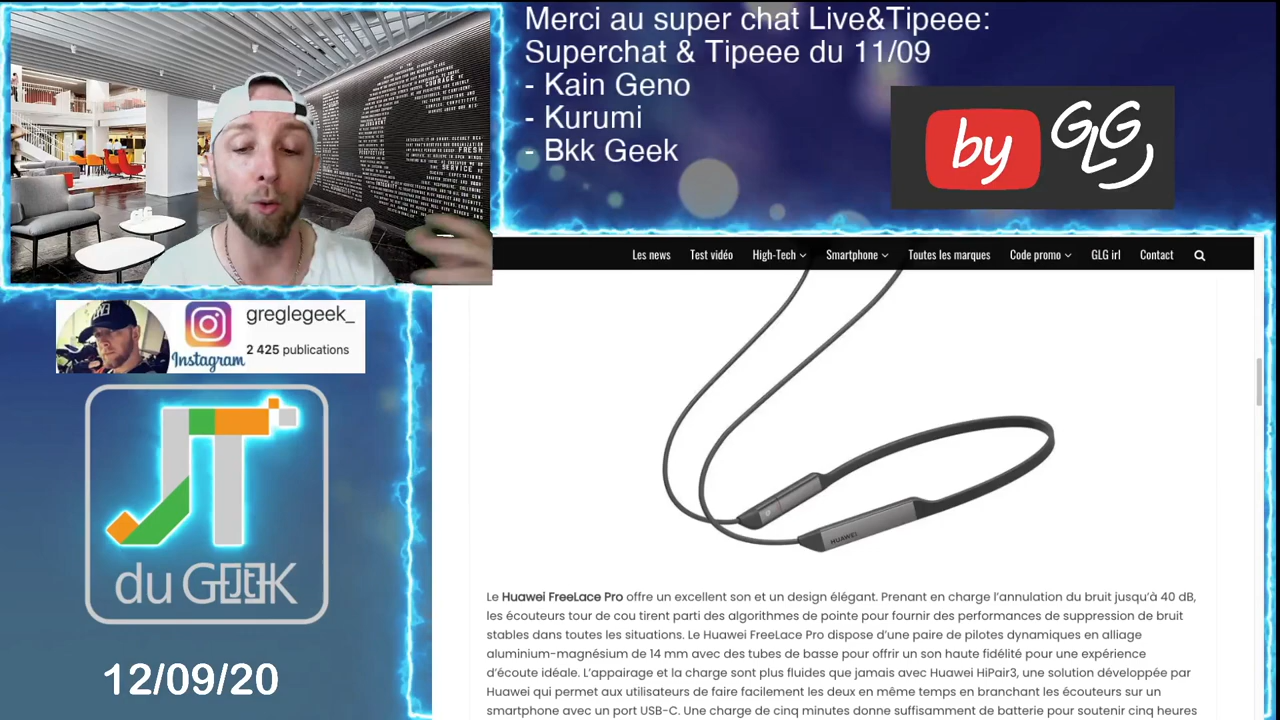 Merci au super chat Live&Tipeee:
Superchat & Tipeee du 11/09
- Kain Geno
- Kurumi
- Bkk Geek
by GLG
COURAGE
JUDGMENT
FRESH
SERVICE
Les news Test vidéo High-Tech Smartphone Toutes les marques Code promo GLG irl Contact
greglegeek_
Instagram 2 425 publications
HUAWEI
JT
du GEEK
12/09/20
Le Huawei FreeLace Pro offre un excellent son et un design élégant. Prenant en charge l'annulation du bruit jusqu'à 40 dB,
les écouteurs tour de cou tirent parti des algorithmes de pointe pour fournir des performances de suppression de bruit
stables dans toutes les situations. Le Huawei FreeLace Pro dispose d'une paire de pilotes dynamiques en alliage
aluminium-magnésium de 14 mm avec des tubes de basse pour offrir un son haute fidélité pour une expérience
d'écoute idéale. L'appairage et la charge sont plus fluides que jamais avec Huawei HiPair3, une solution développée par
Huawei qui permet aux utilisateurs de faire facilement les deux en même temps en branchant les écouteurs sur un
smartphone avec un port USB-C. Une charge de cinq minutes donne suffisamment de batterie pour soutenir cinq heures